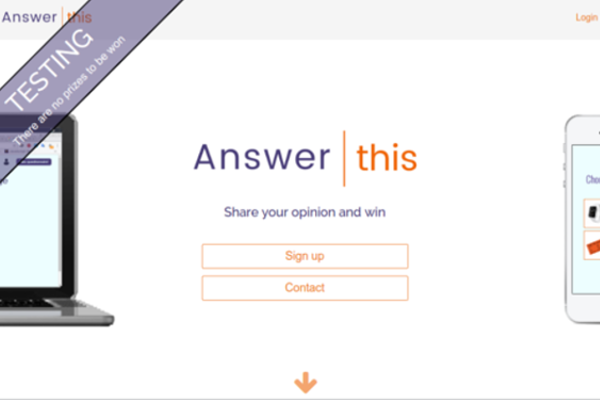 Answer this
Login
TESTING
There are no prizes to be won
Answer this
Share your opinion and win
Sign up
Contact